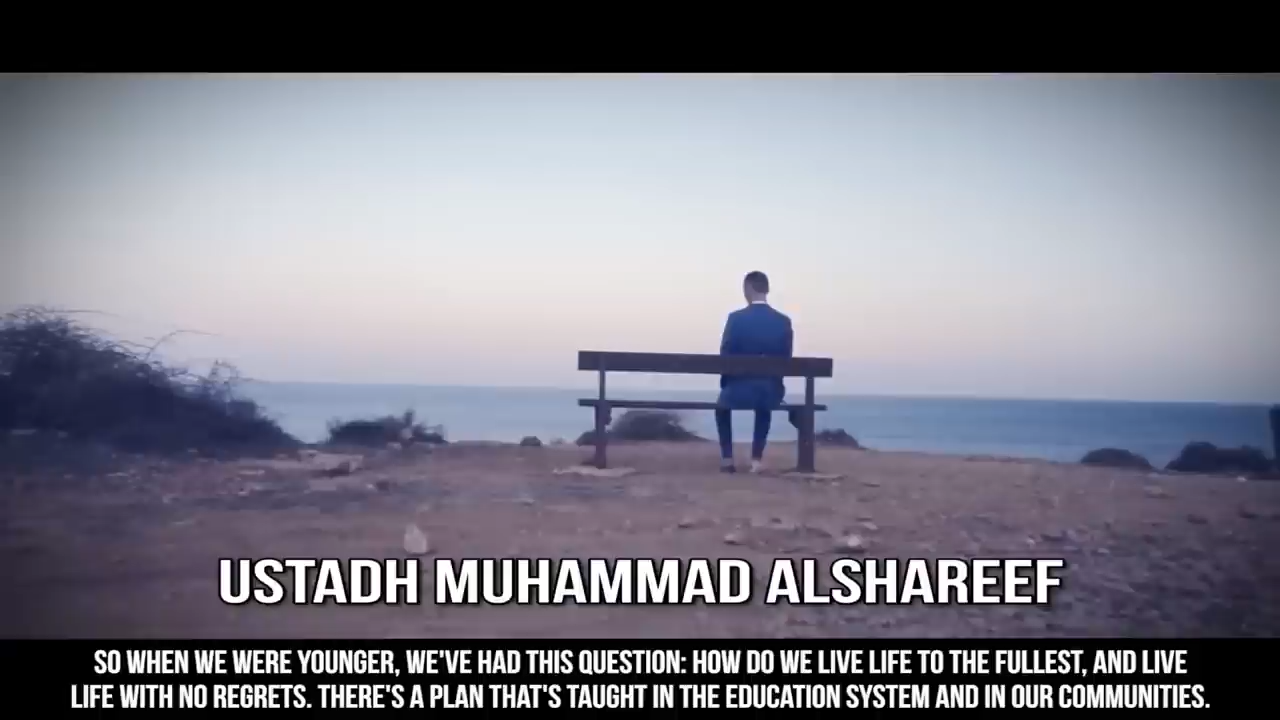 USTADH MUHAMMAD ALSHAREEF
SO WHEN WE WERE YOUNGER, WE'VE HAD THIS QUESTION: HOW DO WE LIVE LIFE TO THE FULLEST, AND LIVE
LIFE WITH NO REGRETS. THERE'S A PLAN THAT'S TAUGHT IN THE EDUCATION SYSTEM AND IN OUR COMMUNITIES.